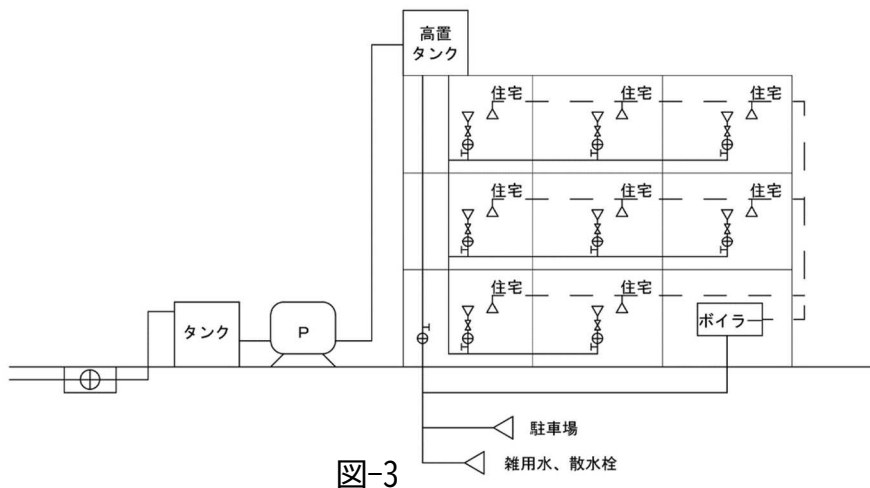 高置
タンク
住宅 住宅 住宅
住宅 住宅 住宅
住宅 住宅
ボイラー
タンク
P
駐車場
雑用水、散水栓
図-3